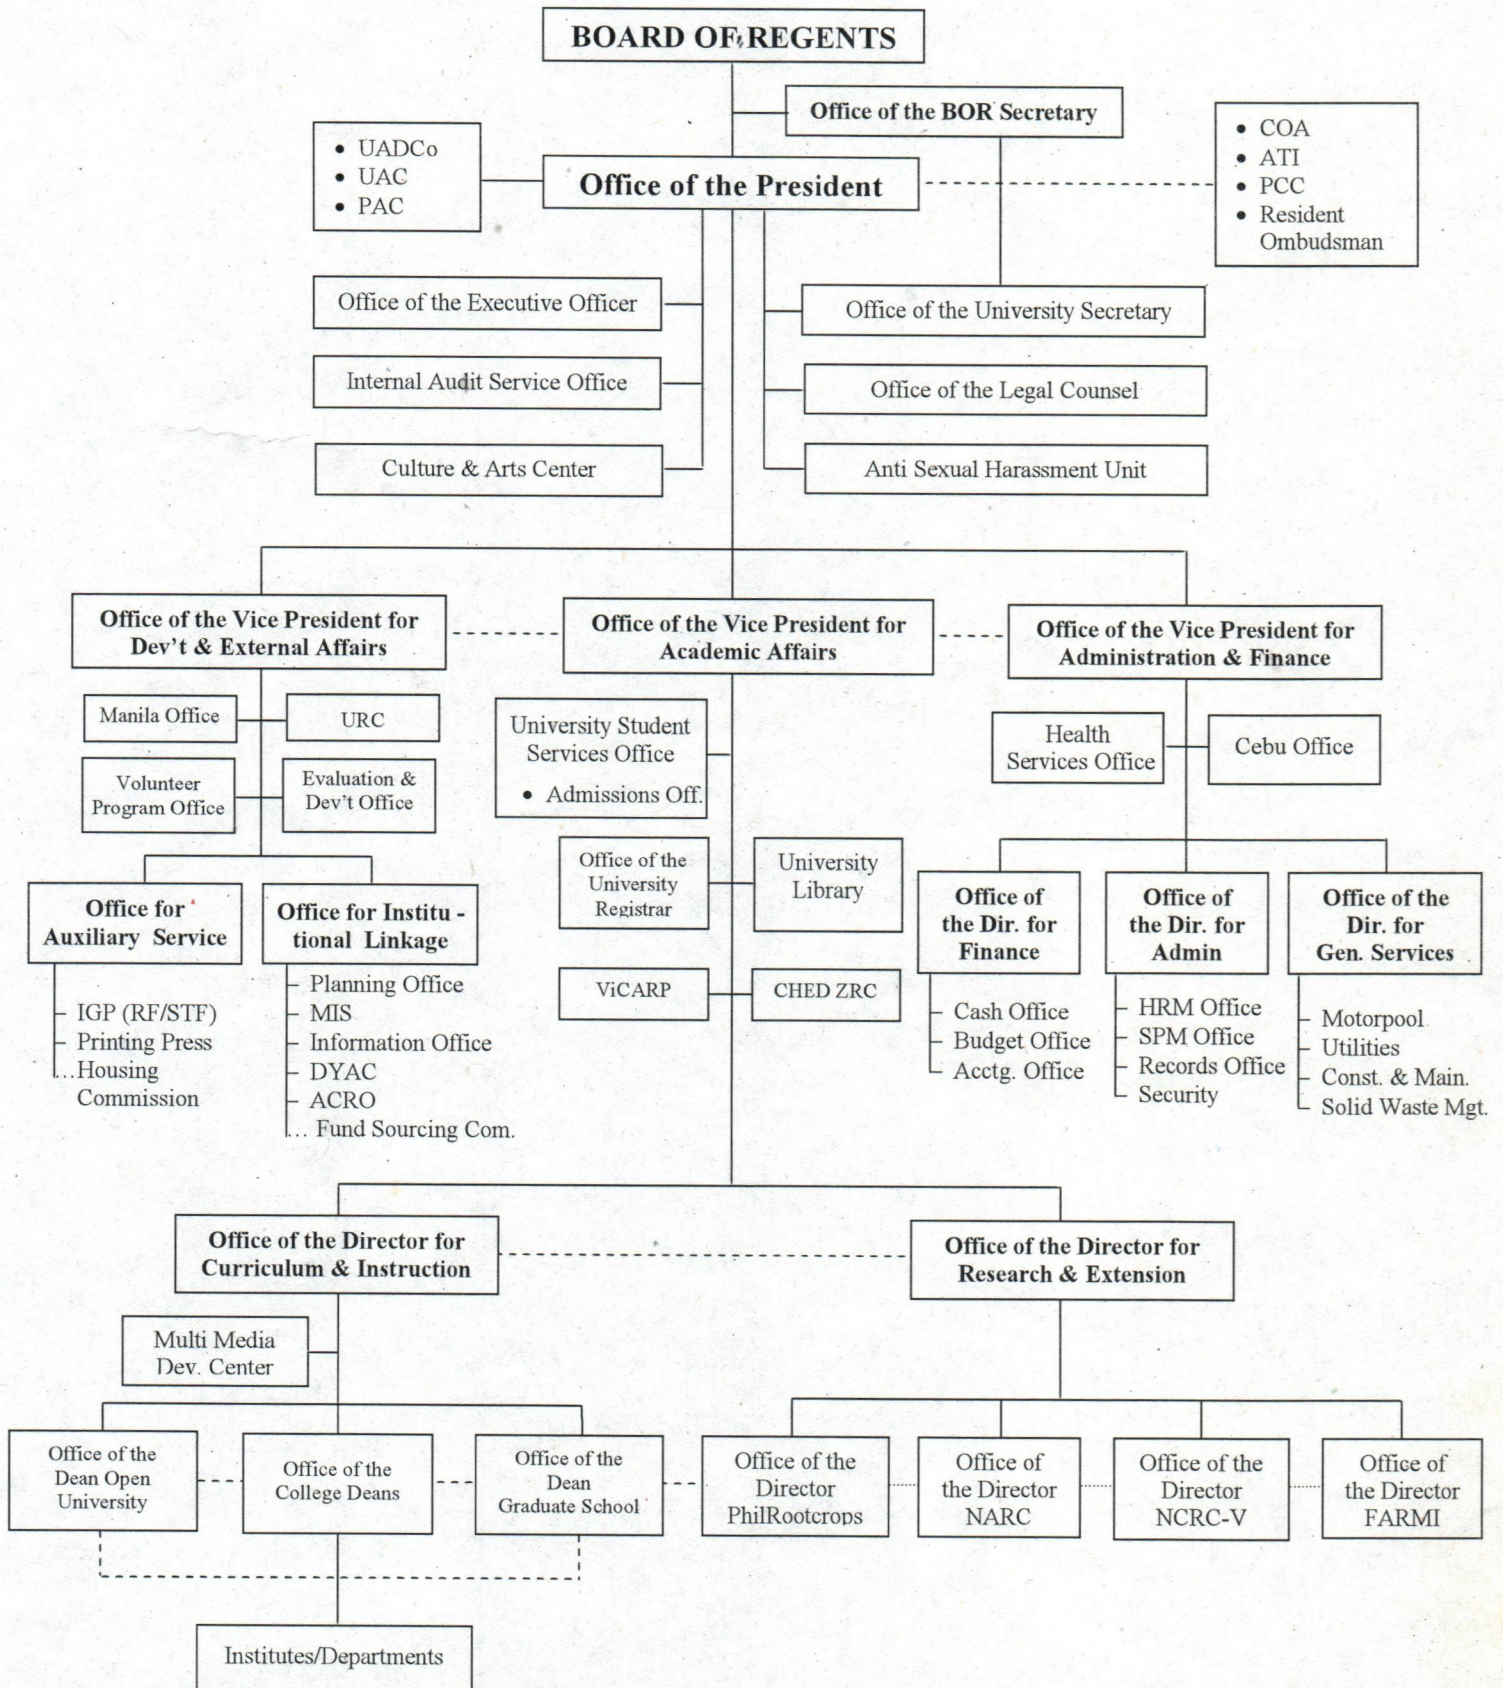 BOARD OF REGENTS
Office of the BOR Secretary
• UADCo
• UAC
• PAC
Office of the President
• COA
• ATI
• PCC
• Resident
Ombudsman
Office of the Executive Officer
Office of the University Secretary
Internal Audit Service Office
Office of the Legal Counsel
Culture & Arts Center
Anti Sexual Harassment Unit
Office of the Vice President for
Dev't & External Affairs
Office of the Vice President for
Academic Affairs
Office of the Vice President for
Administration & Finance
Manila Office
URC
Volunteer
Program Office
Evaluation &
Dev't Office
University Student
Services Office
• Admissions Off.
Health
Services Office
Cebu Office
Office of the
University
Registrar
University
Library
ViCARP
CHED ZRC
Office for
Auxiliary Service
IGP (RF/STF)
Printing Press
...Housing
Commission
Office for Institu -
tional Linkage
Planning Office
MIS
Information Office
DYAC
ACRO
... Fund Sourcing Com.
Office of
the Dir. for
Finance
Cash Office
Budget Office
Acctg. Office
Office of
the Dir. for
Admin
HRM Office
SPM Office
Records Office
Security
Office of the
Dir. for
Gen. Services
Motorpool
Utilities
Const. & Main.
Solid Waste Mgt.
Office of the Director for
Curriculum & Instruction
Office of the Director for
Research & Extension
Multi Media
Dev. Center
Office of the
Dean Open
University
Office of the
College Deans
Office of the
Dean
Graduate School
Office of the
Director
PhilRootcrops
Office of
the Director
NARC
Office of the
Director
NCRC-V
Office of
the Director
FARMI
Institutes/Departments